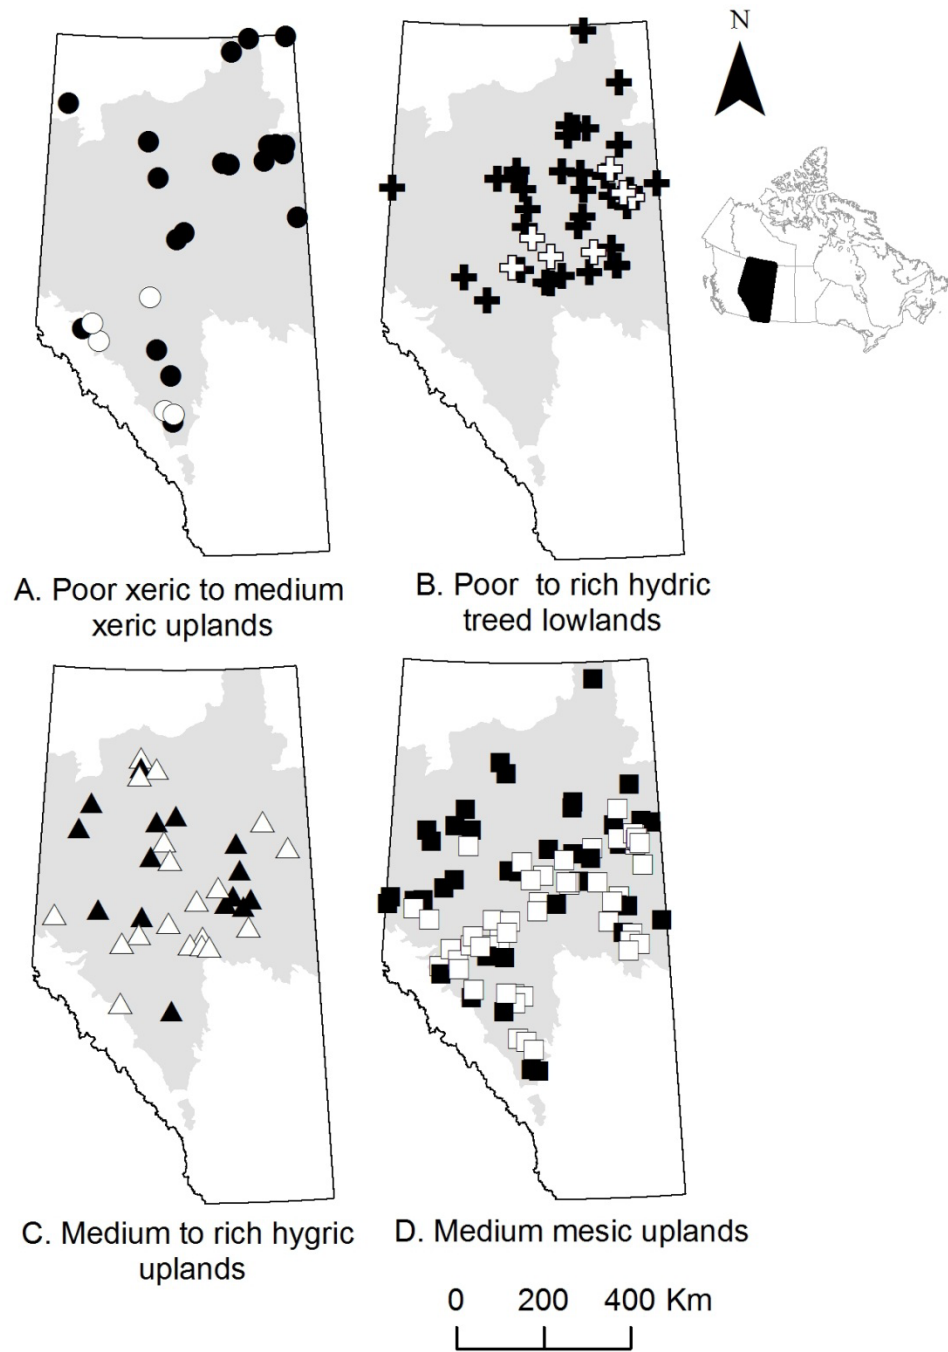 N
A. Poor xeric to medium
xeric uplands
B. Poor  to rich hydric
treed lowlands
C. Medium to rich hygric
uplands
D. Medium mesic uplands
0 200 400 Km